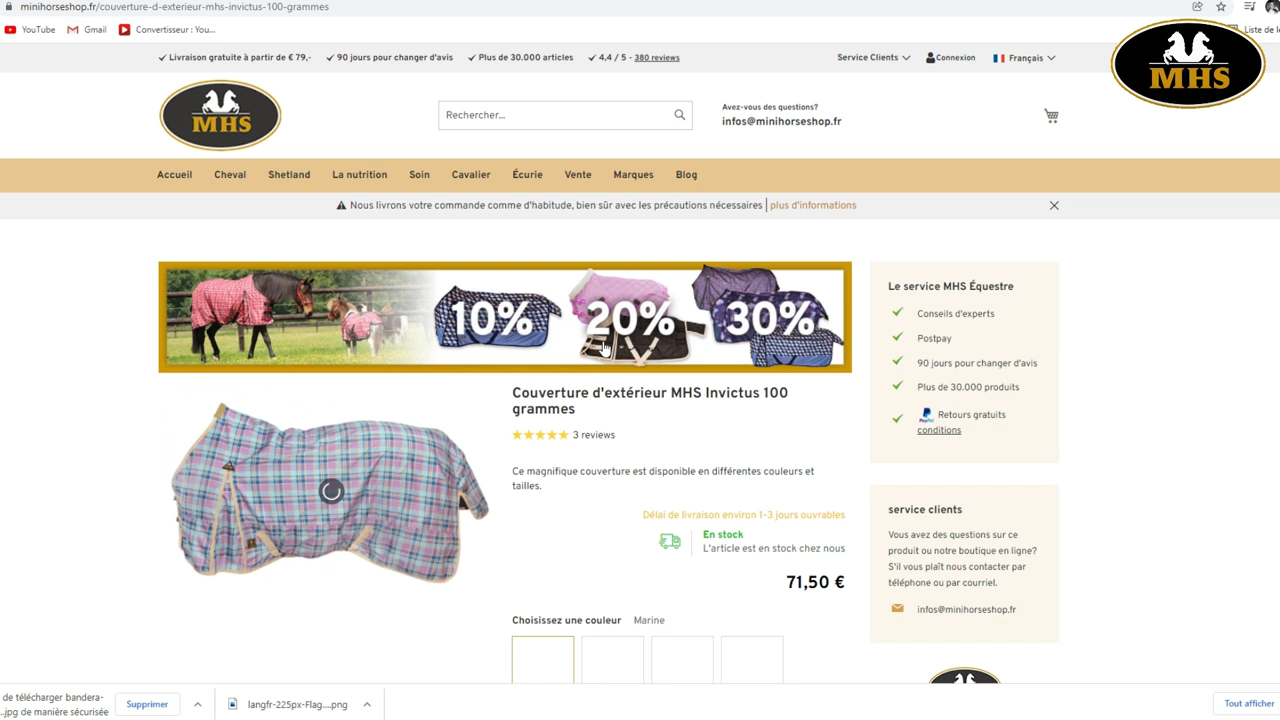 minihorseshop.fr/couverture-d-exterieur-mhs-invictus-100-grammes
YouTube
Gmail
Convertisseur : You...
Liste de le
Livraison gratuite à partir de € 79,-
90 jours pour changer d'avis
Plus de 30.000 articles
4,4 / 5 - 380 reviews
Service Clients
Connexion
Français
MHS
MHS
Rechercher...
Avez-vous des questions?
infos@minihorseshop.fr
Accueil
Cheval
Shetland
La nutrition
Soin
Cavalier
Écurie
Vente
Marques
Blog
Nous livrons votre commande comme d'habitude, bien sûr avec les précautions nécessaires | plus d'informations
10%
20%
30%
Couverture d'extérieur MHS Invictus 100
grammes
3 reviews
Ce magnifique couverture est disponible en différentes couleurs et
tailles.
Délai de livraison environ 1-3 jours ouvrables
En stock
L'article est en stock chez nous
71,50 €
Choisissez une couleur Marine
Le service MHS Équestre
Conseils d'experts
Postpay
90 jours pour changer d'avis
Plus de 30.000 produits
PayPal
Retours gratuits
conditions
service clients
Vous avez des questions sur ce
produit ou notre boutique en ligne?
S'il vous plaît nous contacter par
téléphone ou par courriel.
infos@minihorseshop.fr
de télécharger bandera-
..jpg de manière sécurisée
Supprimer
langfr-225px-Flag....png
Tout afficher